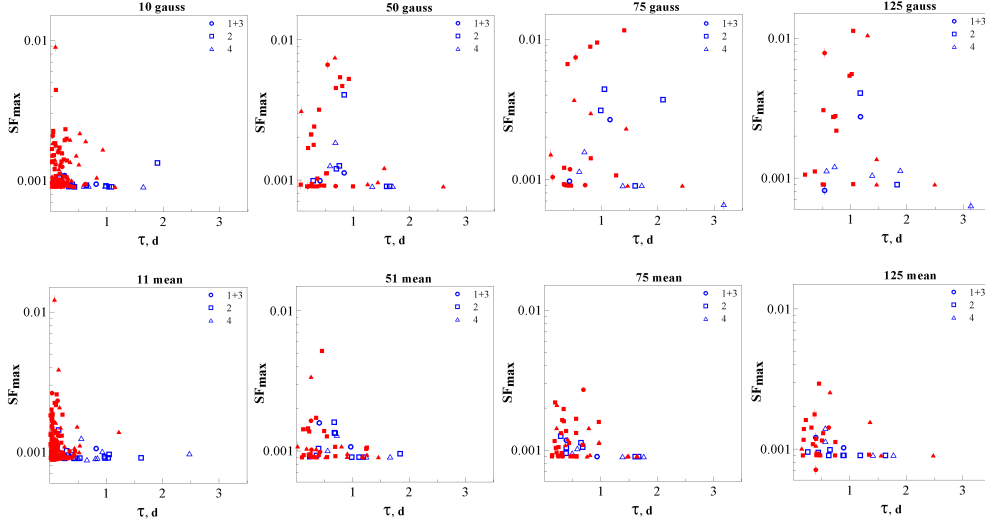 10 gauss
1+3
2
4
0.01
0.001
SFmax
1
2
3
τ, d
50 gauss
1+3
2
4
0.01
0.001
SFmax
1
2
3
τ, d
75 gauss
1+3
2
4
0.01
0.001
SFmax
1
2
3
τ, d
125 gauss
1+3
2
4
0.01
0.001
SFmax
1
2
3
τ, d
11 mean
1+3
2
4
0.01
0.001
SFmax
1
2
3
τ, d
51 mean
1+3
2
4
0.01
0.001
SFmax
1
2
3
τ, d
75 mean
1+3
2
4
0.01
0.001
SFmax
1
2
3
τ, d
125 mean
1+3
2
4
0.01
0.001
SFmax
1
2
3
τ, d